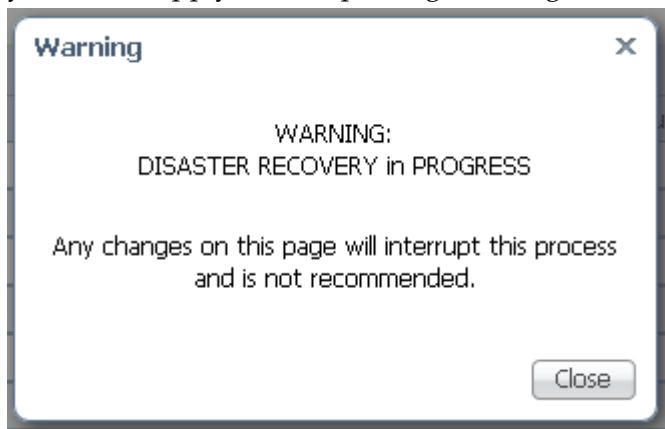 Warning
WARNING:
DISASTER RECOVERY in PROGRESS
Any changes on this page will interrupt this process
and is not recommended.
Close